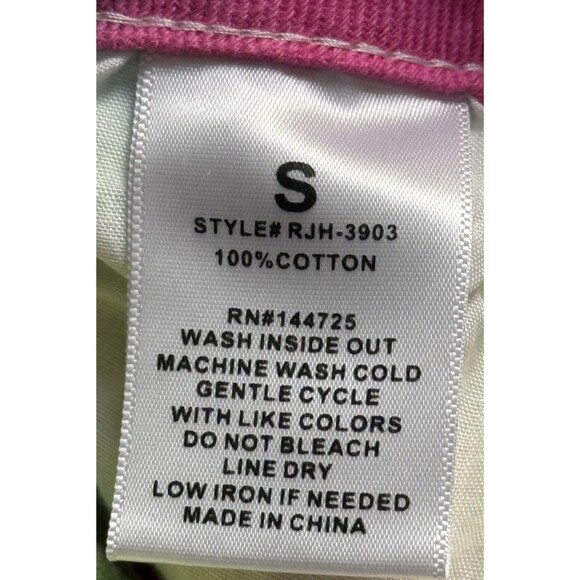 S
STYLE# RJH-3903
100%COTTON
RN#144725
WASH INSIDE OUT
MACHINE WASH COLD
GENTLE CYCLE
WITH LIKE COLORS
DO NOT BLEACH
LINE DRY
LOW IRON IF NEEDED
MADE IN CHINA